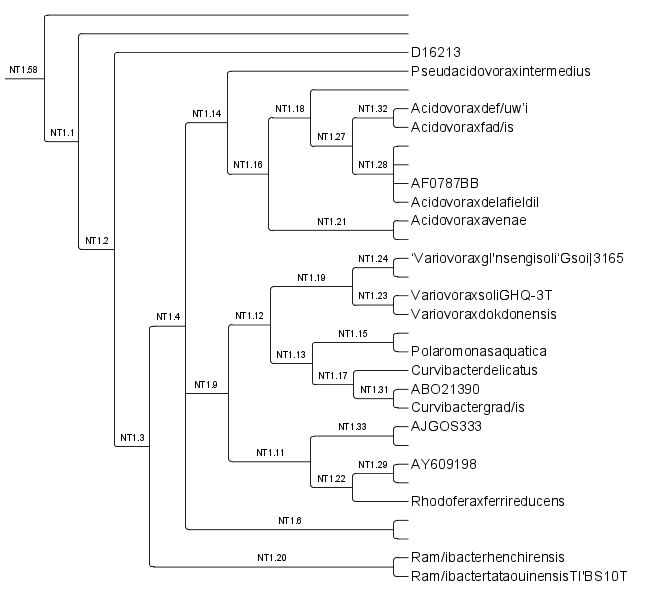 D16213
NT1.58
Pseudacidovoraxintermedius
NT1.18
NT1.32
Acidovoraxdef/uw'i
NT1.14
Acidovoraxfad/is
NT1.1
NT1.27
NT1.16
NT1.28
AF0787BB
Acidovoraxdelafieldil
NT1.21
Acidovoraxavenae
NT1.2
NT1.24
'Variovoraxgl'nsengisoli'Gsoi|3165
NT1.19
NT1.23
VariovoraxsoliGHQ-3T
NT1.4
NT1.12
Variovoraxdokdonensis
NT1.15
NT1.13
Polaromonasaquatica
NT1.17
Curvibacterdelicatus
NT1.9
NT1.31
ABO21390
Curvibactergrad/is
NT1.3
NT1.33
AJGOS333
NT1.11
NT1.29
AY609198
NT1.22
Rhodoferaxferrireducens
NT1.6
NT1.20
Ram/ibacterhenchirensis
Ram/ibactertataouinensisTI'BS10T